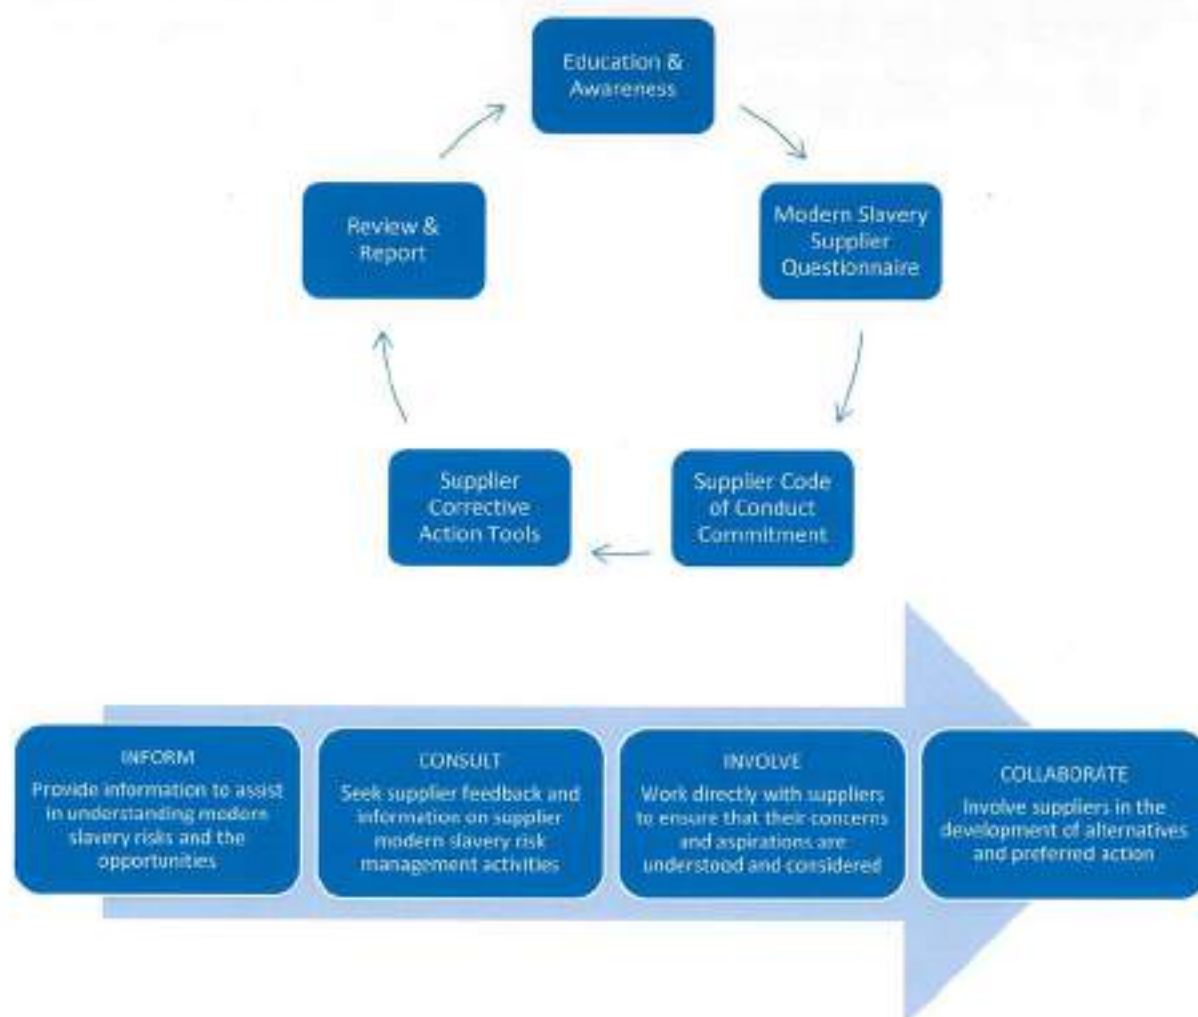 Education &
Awareness
Modern Slavery
Supplier
Questionnaire
Supplier Code
of Conduct
Commitment
Supplier
Corrective
Action Tools
Review &
Report
INFORM
Provide information to assist
in understanding modern
slavery risks and the
opportunities
CONSULT
Seek supplier feedback and
information on supplier
modern slavery risk
management activities
INVOLVE
Work directly with suppliers
to ensure that their concerns
and aspirations are
understood and considered
COLLABORATE
Involve suppliers in the
development of alternatives
and preferred action